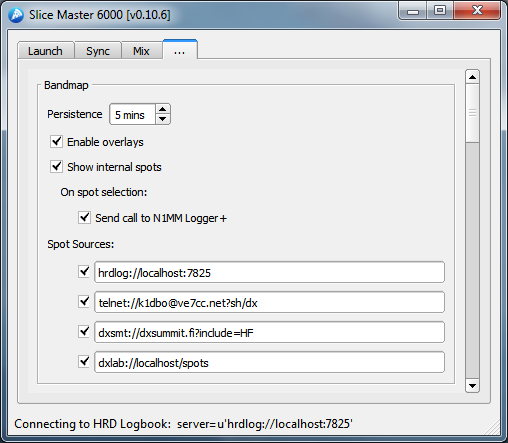 Slice Master 6000 [v0.10.6]
Launch Sync Mix ...
Bandmap
Persistence 5 mins
Enable overlays
Show internal spots
On spot selection:
Send call to N1MM Logger+
Spot Sources:
hrdlog://localhost:7825
telnet://k1dbo@ve7cc.net?sh/dx
dxsmt://dxsummit.fi?include=HF
dxlab://localhost/spots
Connecting to HRD Logbook:  server=u'hrdlog://localhost:7825'